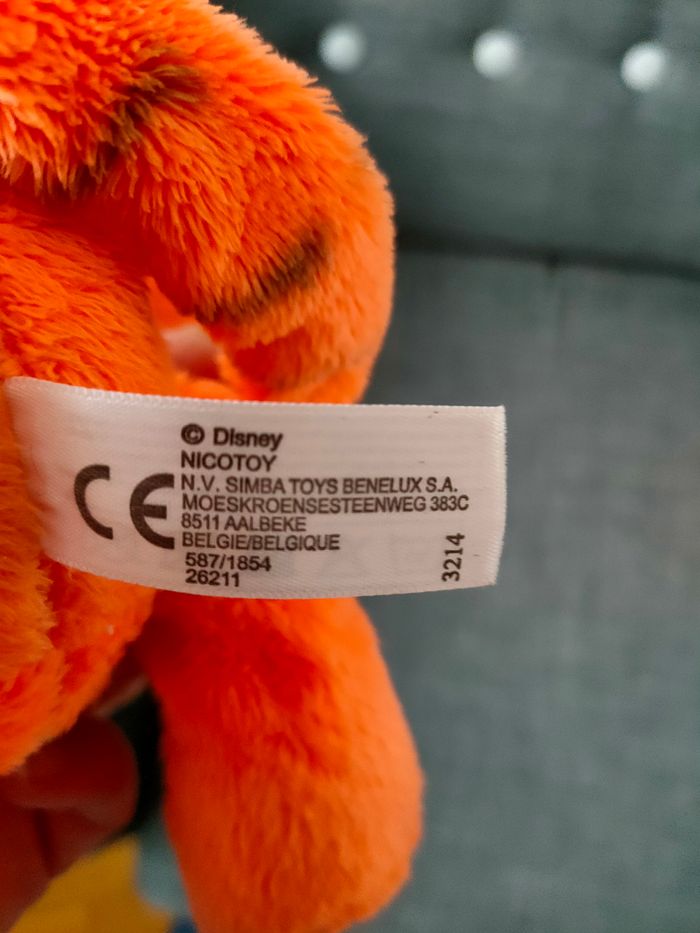 © Disney
NICOTOY
N.V. SIMBA TOYS BENELUX S.A.
MOESKROENSESTEENWEG 383C
8511 AALBEKE
BELGIE/BELGIQUE
587/1854
26211
3214
CE